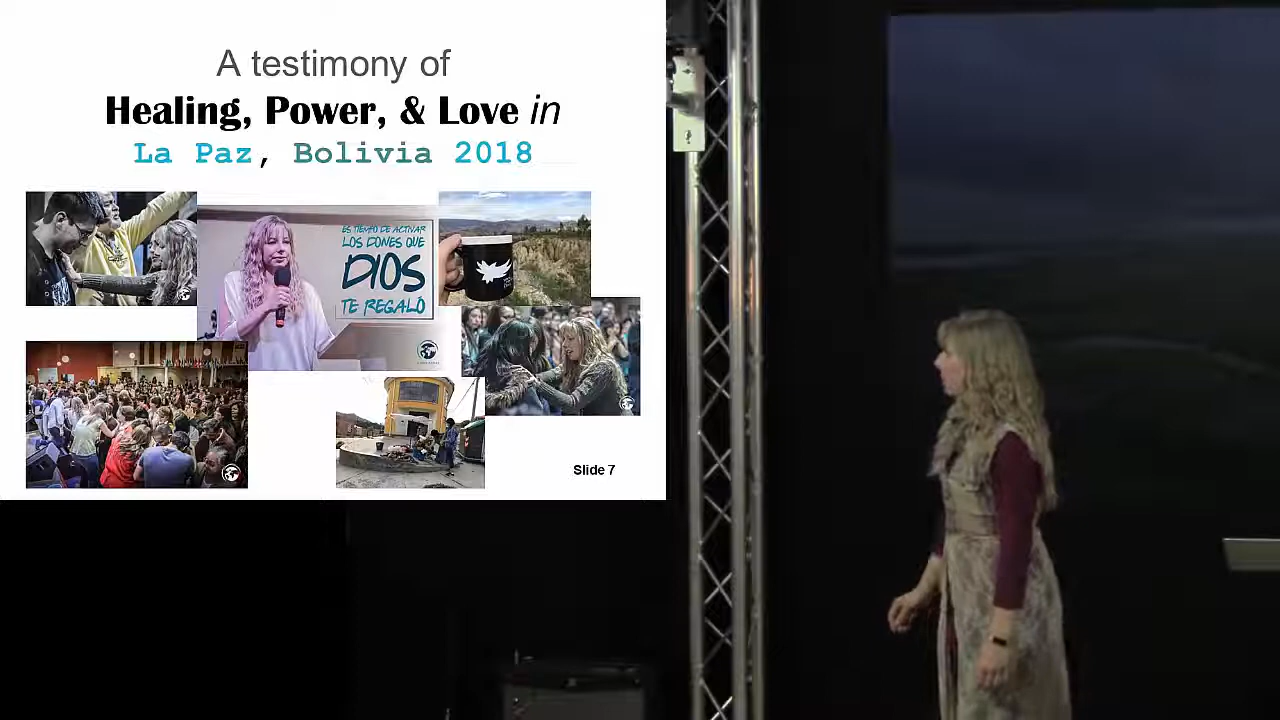 A testimony of
Healing, Power, & Love in
La Paz, Bolivia 2018
ES TIEMPO DE ACTIVAR
LOS DONES QUE
DIOS
TE REGALÓ
Slide 7